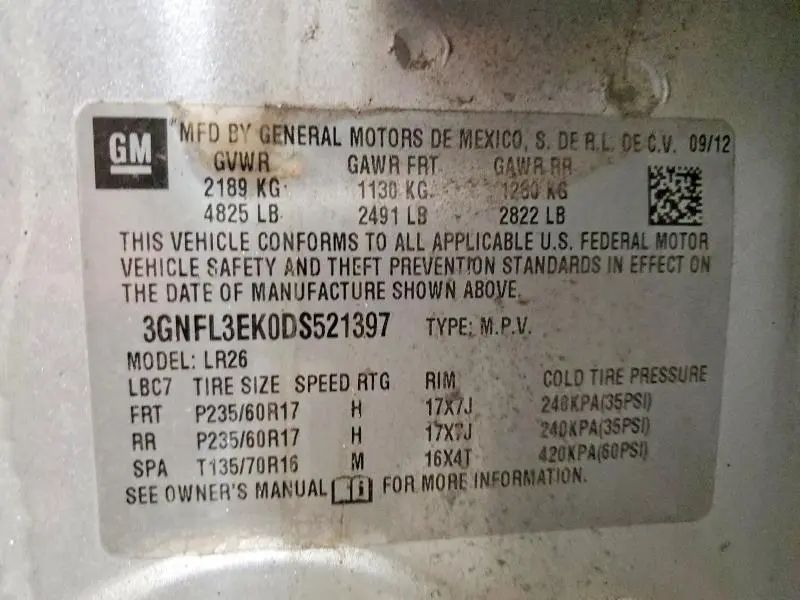 GM
MFD BY GENERAL MOTORS DE MEXICO, S. DE R.L. DE C.V. 09/12
GVWR GAWR FRT GAWR RR
2189 KG 1130 KG 1280 KG
4825 LB 2491 LB 2822 LB
THIS VEHICLE CONFORMS TO ALL APPLICABLE U.S. FEDERAL MOTOR
VEHICLE SAFETY AND THEFT PREVENTION STANDARDS IN EFFECT ON
THE DATE OF MANUFACTURE SHOWN ABOVE.
3GNFL3EK0DS521397 TYPE: M.P.V.
MODEL: LR26
LBC7 TIRE SIZE SPEED RTG RIM COLD TIRE PRESSURE
FRT P235/60R17 H 17X7J 240KPA(35PSI)
RR P235/60R17 H 17X7J 240KPA(35PSI)
SPA T135/70R16 M 16X4T 420KPA(60PSI)
SEE OWNER'S MANUAL FOR MORE INFORMATION.